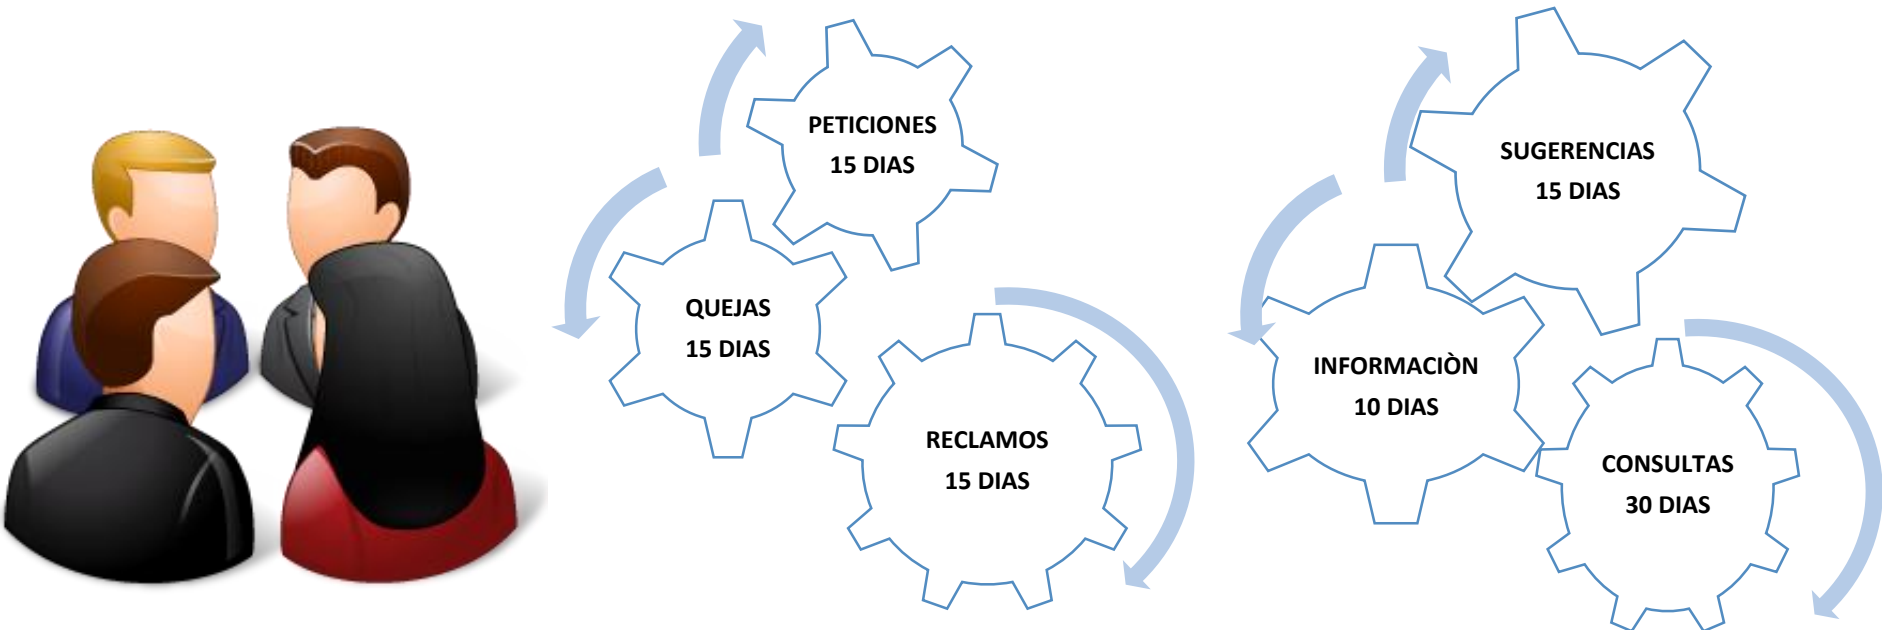 PETICIONES
15 DIAS
QUEJAS
15 DIAS
RECLAMOS
15 DIAS
SUGERENCIAS
15 DIAS
INFORMACIÒN
10 DIAS
CONSULTAS
30 DIAS